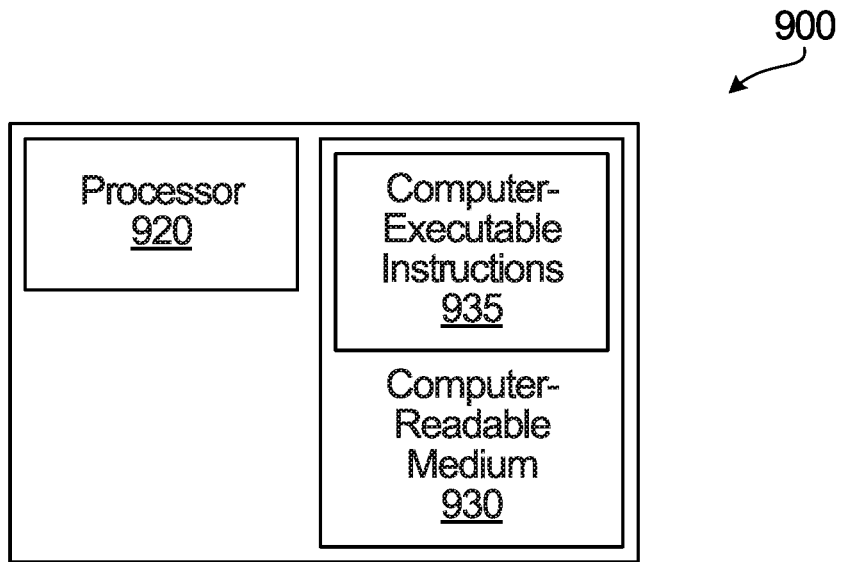 900
Processor
920
Computer-
Executable
Instructions
935
Computer-
Readable
Medium
930